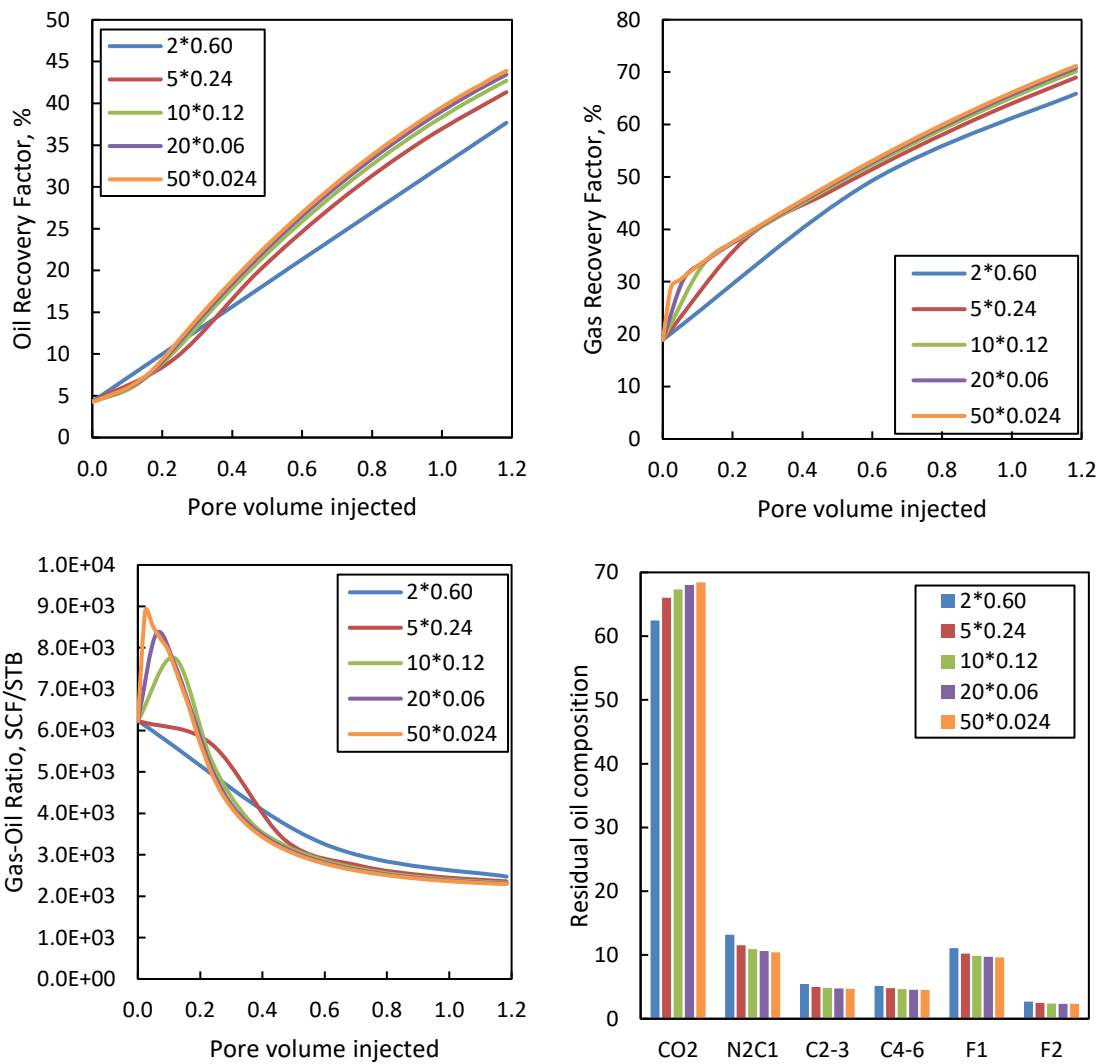 50
45
40
35
30
25
20
15
10
5
0
Oil Recovery Factor, %
2*0.60
5*0.24
10*0.12
20*0.06
50*0.024
0.0 0.2 0.4 0.6 0.8 1.0 1.2
Pore volume injected
80
70
60
50
40
30
20
10
0
Gas Recovery Factor, %
2*0.60
5*0.24
10*0.12
20*0.06
50*0.024
0.0 0.2 0.4 0.6 0.8 1.0 1.2
Pore volume injected
1.0E+04
9.0E+03
8.0E+03
7.0E+03
6.0E+03
5.0E+03
4.0E+03
3.0E+03
2.0E+03
1.0E+03
0.0E+00
Gas-Oil Ratio, SCF/STB
2*0.60
5*0.24
10*0.12
20*0.06
50*0.024
0.0 0.2 0.4 0.6 0.8 1.0 1.2
Pore volume injected
70
60
50
40
30
20
10
0
Residual oil composition
2*0.60
5*0.24
10*0.12
20*0.06
50*0.024
CO2 N2C1 C2-3 C4-6 F1 F2